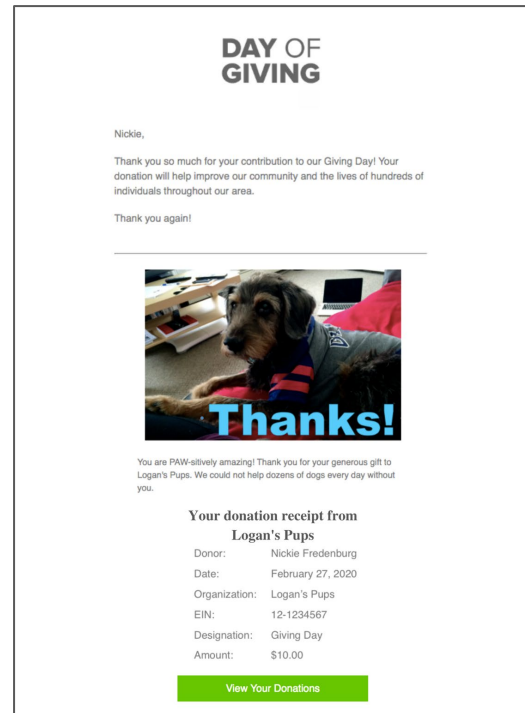 DAY OF
GIVING
Nickie,
Thank you so much for your contribution to our Giving Day! Your
donation will help improve our community and the lives of hundreds of
individuals throughout our area.
Thank you again!
Thanks!
You are PAW-sitively amazing! Thank you for your generous gift to
Logan's Pups. We could not help dozens of dogs every day without
you.
Your donation receipt from
Logan's Pups
Donor: Nickie Fredenburg
Date: February 27, 2020
Organization: Logan's Pups
EIN: 12-1234567
Designation: Giving Day
Amount: $10.00
View Your Donations